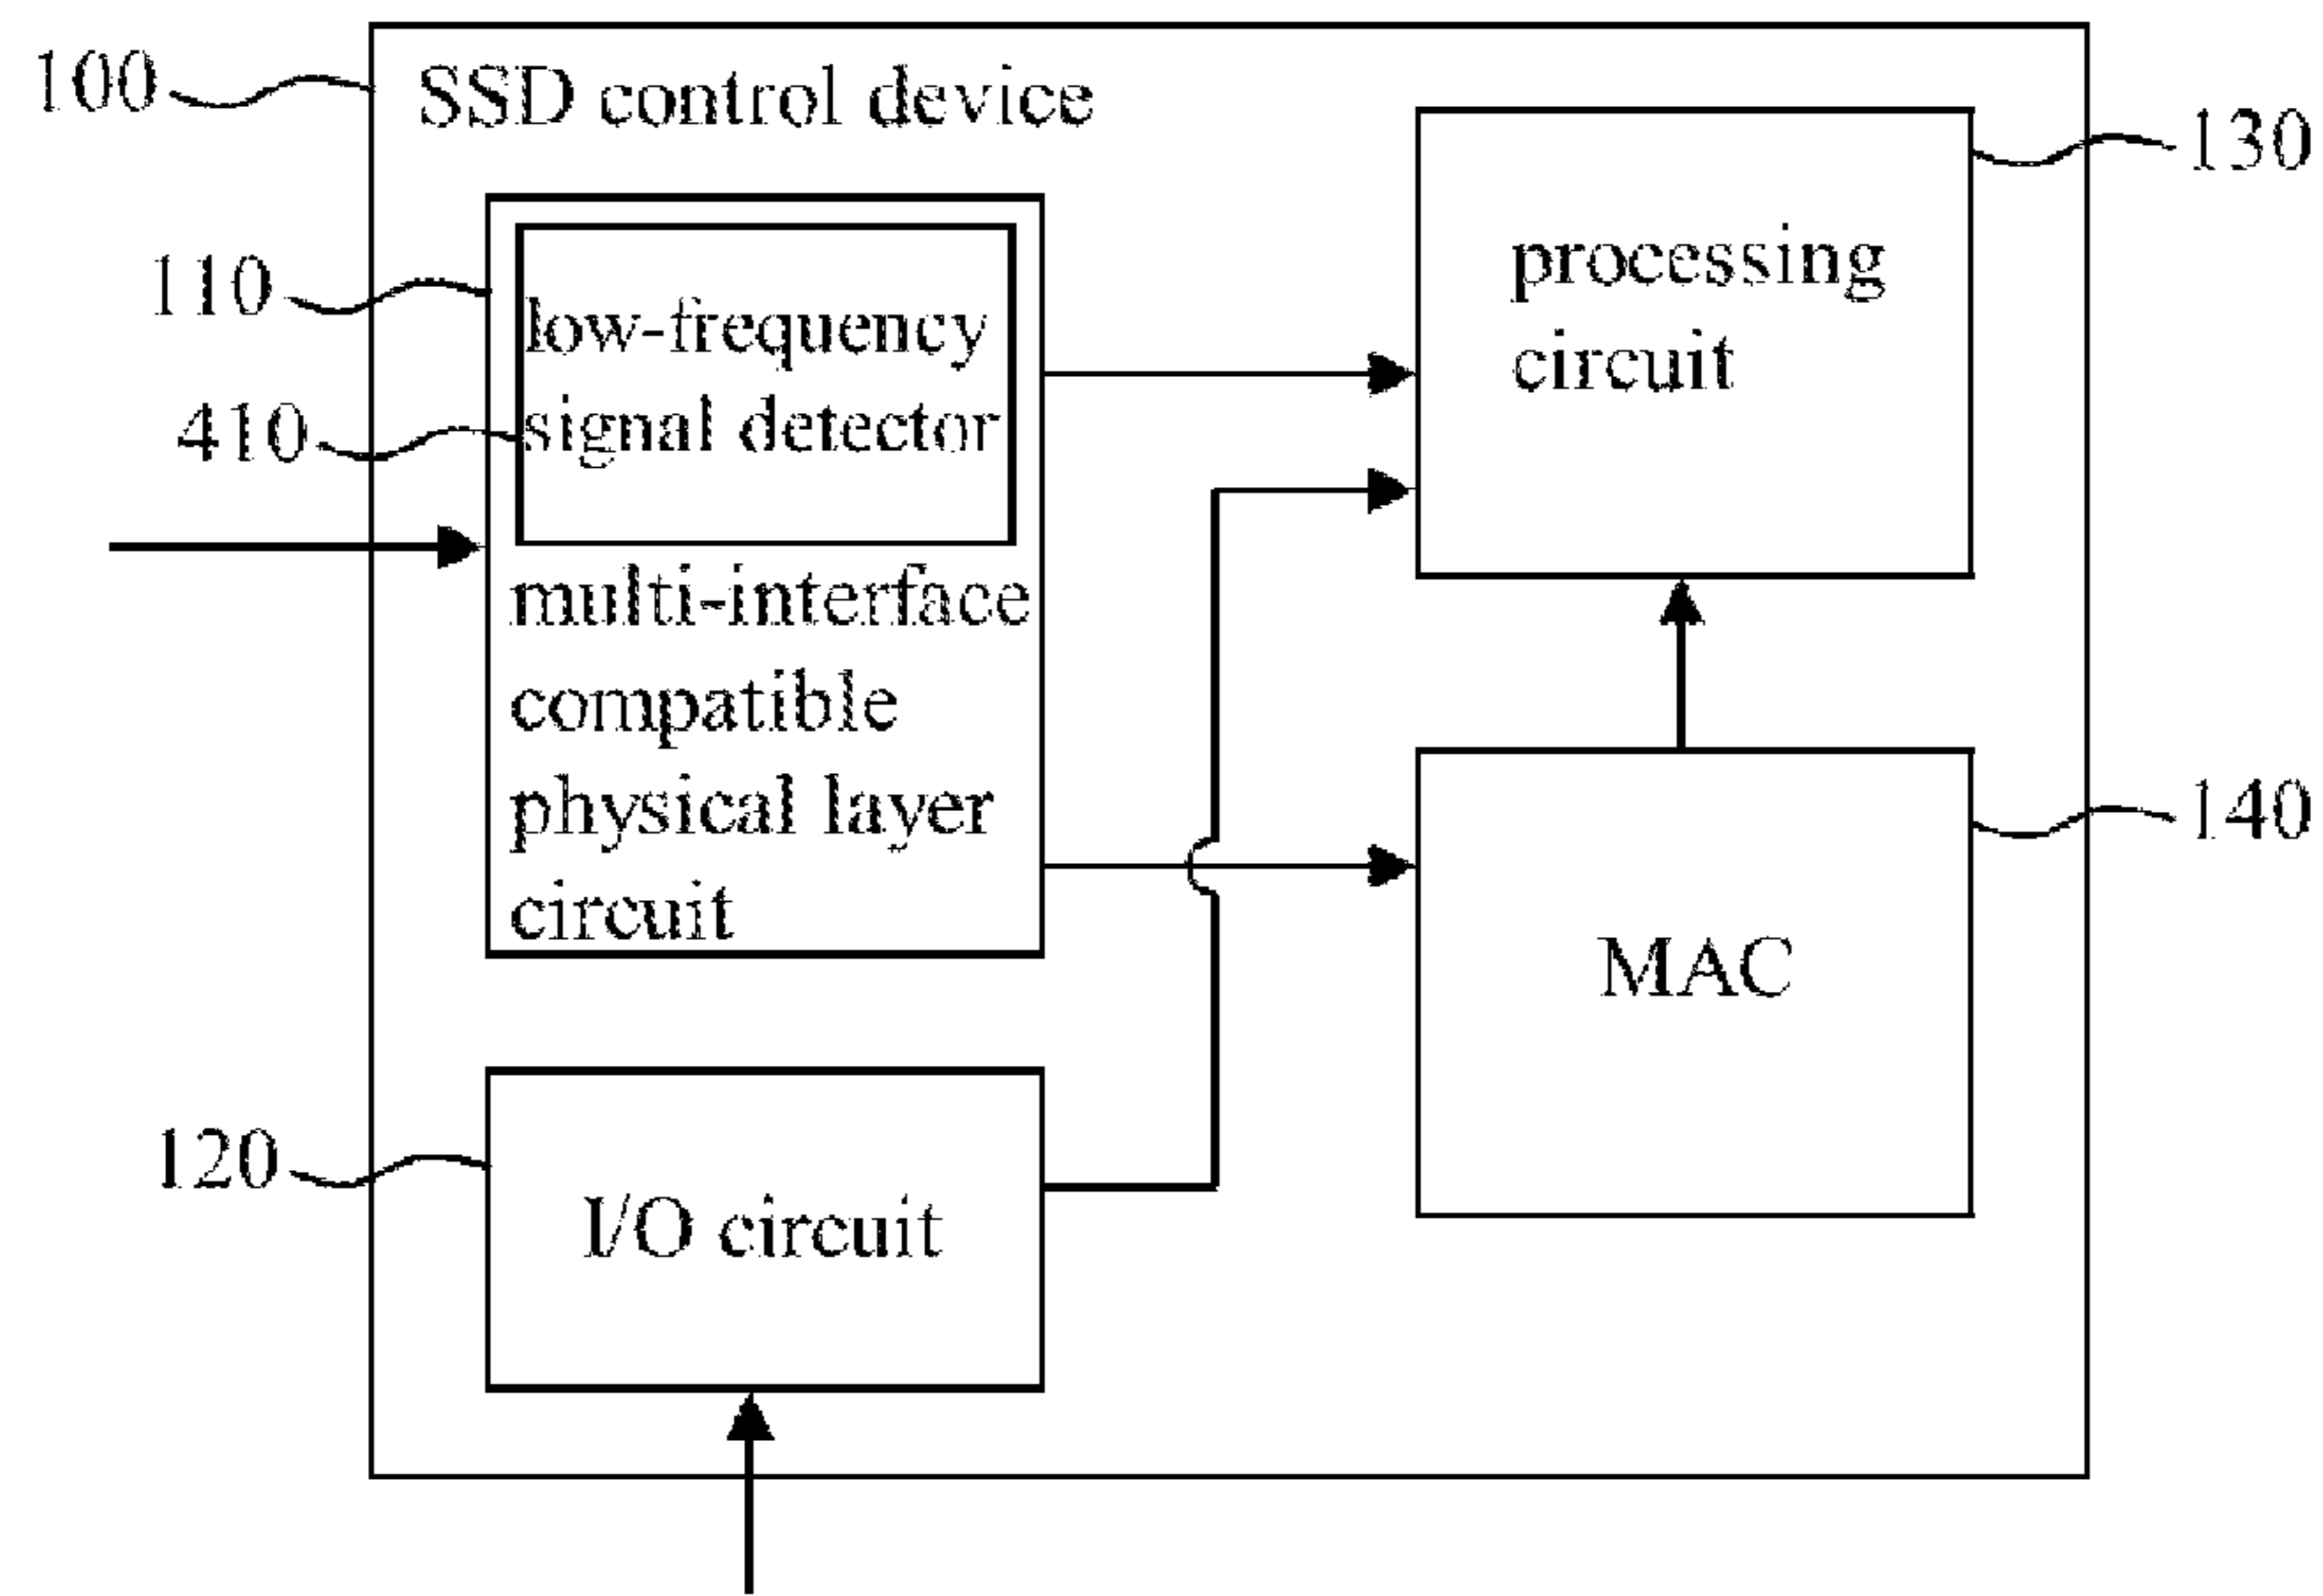 100
SSD control device
130
110
low-frequency
signal detector
410
processing
circuit
multi-interface
compatible
physical layer
circuit
140
MAC
120
I/O circuit